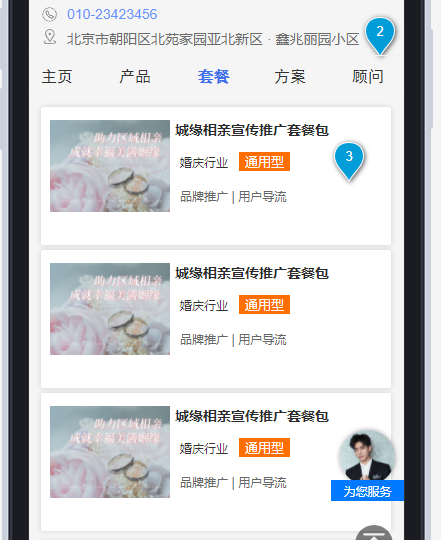 010-23423456
北京市朝阳区北苑家园亚北新区 · 鑫兆丽园小区
2
主页 产品 套餐 方案 顾问
助力区域相亲
成就幸福美满姻缘
城缘相亲宣传推广套餐包
婚庆行业 通用型
3
品牌推广 | 用户导流
助力区域相亲
成就幸福美满姻缘
城缘相亲宣传推广套餐包
婚庆行业 通用型
品牌推广 | 用户导流
助力区域相亲
成就幸福美满姻缘
城缘相亲宣传推广套餐包
婚庆行业 通用型
品牌推广 | 用户导流
为您服务